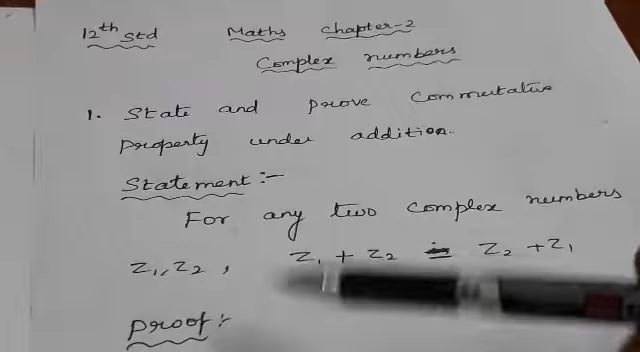 12th Std Maths Chapter-2
Complex numbers
1. State and prove Commutative
Property under addition.
Statement :-
For any two complex numbers
Z1, Z2, Z1 + Z2 = Z2 + Z1
Proof :-